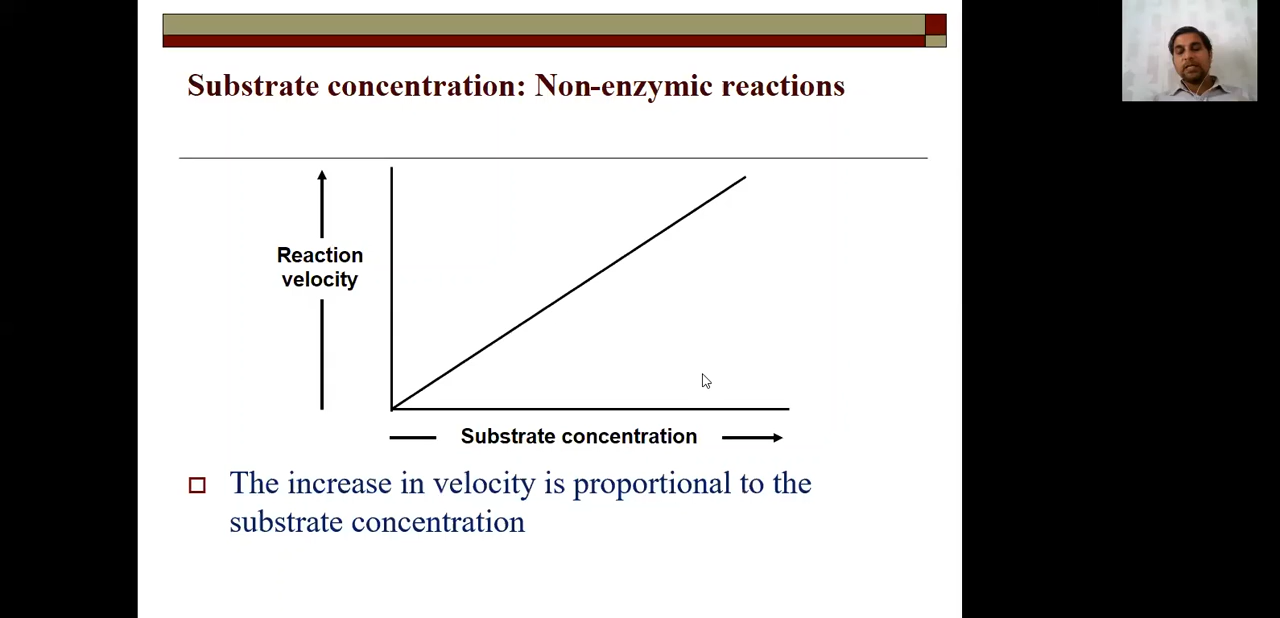 Substrate concentration: Non-enzymic reactions
Reaction
velocity
Substrate concentration
The increase in velocity is proportional to the
substrate concentration